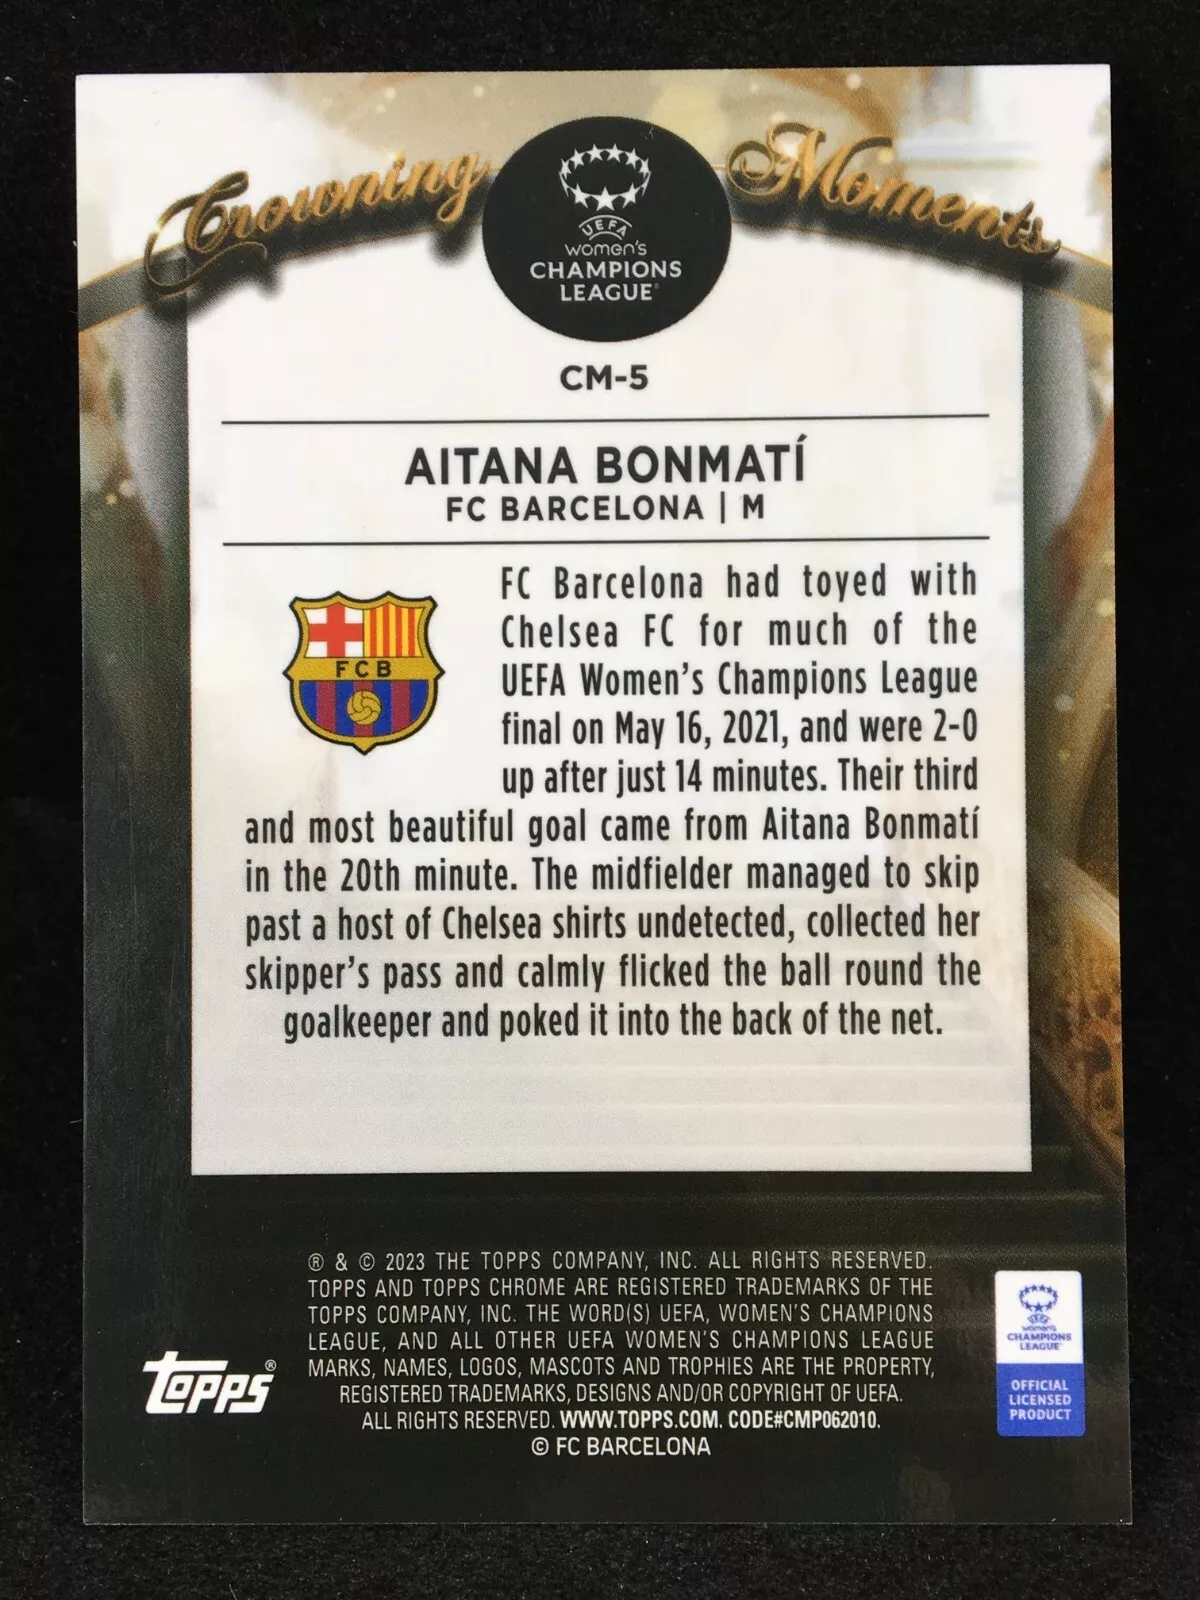 Crowning Moments
UEFA
women's
CHAMPIONS
LEAGUE
CM-5
AITANA BONMATÍ
FC BARCELONA | M
FCB
FC Barcelona had toyed with
Chelsea FC for much of the
UEFA Women's Champions League
final on May 16, 2021, and were 2-0
up after just 14 minutes. Their third
and most beautiful goal came from Aitana Bonmatí
in the 20th minute. The midfielder managed to skip
past a host of Chelsea shirts undetected, collected her
skipper's pass and calmly flicked the ball round the
goalkeeper and poked it into the back of the net.
® & © 2023 THE TOPPS COMPANY, INC. ALL RIGHTS RESERVED.
TOPPS AND TOPPS CHROME ARE REGISTERED TRADEMARKS OF THE
TOPPS COMPANY, INC. THE WORD(S) UEFA, WOMEN'S CHAMPIONS
LEAGUE, AND ALL OTHER UEFA WOMEN'S CHAMPIONS LEAGUE
MARKS, NAMES, LOGOS, MASCOTS AND TROPHIES ARE THE PROPERTY,
REGISTERED TRADEMARKS, DESIGNS AND/OR COPYRIGHT OF UEFA.
ALL RIGHTS RESERVED. WWW.TOPPS.COM. CODE#CMP062010.
© FC BARCELONA
TOPPS®
UEFA
women's
CHAMPIONS
LEAGUE
OFFICIAL
LICENSED
PRODUCT